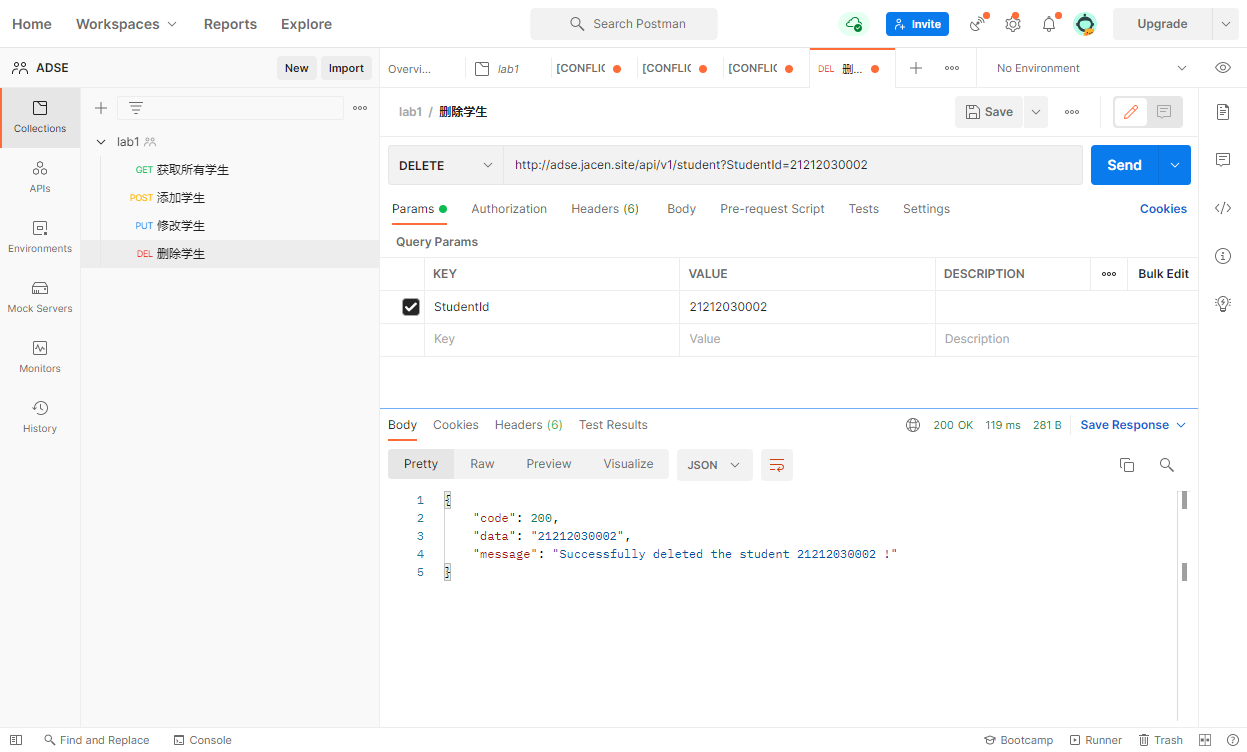 Home Workspaces Reports Explore Search Postman Invite Upgrade
ADSE New Import Overvi... lab1 [CONFLIC [CONFLIC [CONFLIC DEL 删... No Environment
Collections
APIs
Environments
Mock Servers
Monitors
History
lab1
GET 获取所有学生
POST 添加学生
PUT 修改学生
DEL 删除学生
lab1 / 删除学生 Save
DELETE http://adse.jacen.site/api/v1/student?StudentId=21212030002 Send
Params Authorization Headers (6) Body Pre-request Script Tests Settings Cookies
Query Params
KEY VALUE DESCRIPTION Bulk Edit
StudentId 21212030002
Key Value Description
Body Cookies Headers (6) Test Results 200 OK 119 ms 281 B Save Response
Pretty Raw Preview Visualize JSON
1 {
2 "code": 200,
3 "data": "21212030002",
4 "message": "Successfully deleted the student 21212030002 !"
5 }
Find and Replace Console Bootcamp Runner Trash